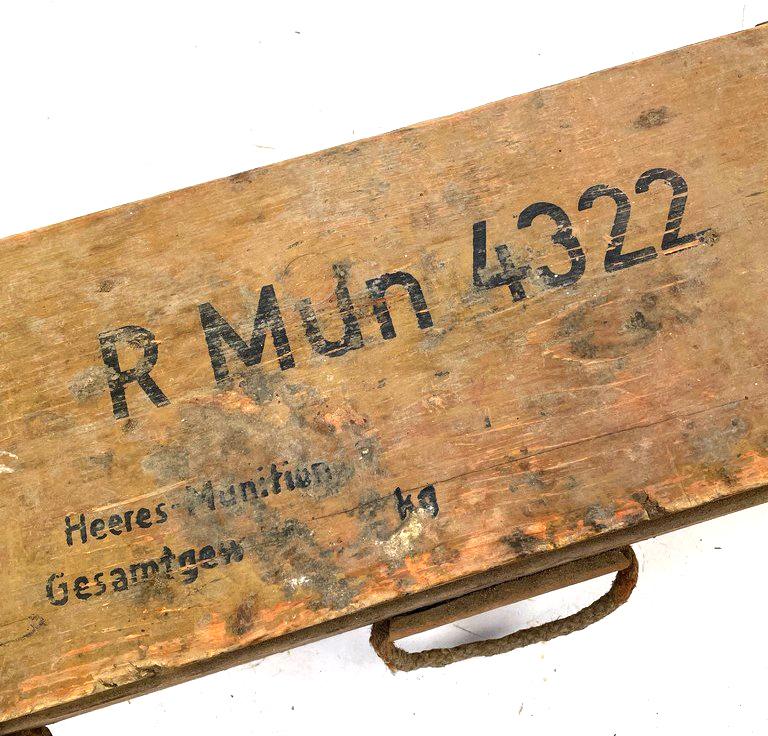 R Mun 4322
Heeres-Munition
Gesamtgew kg